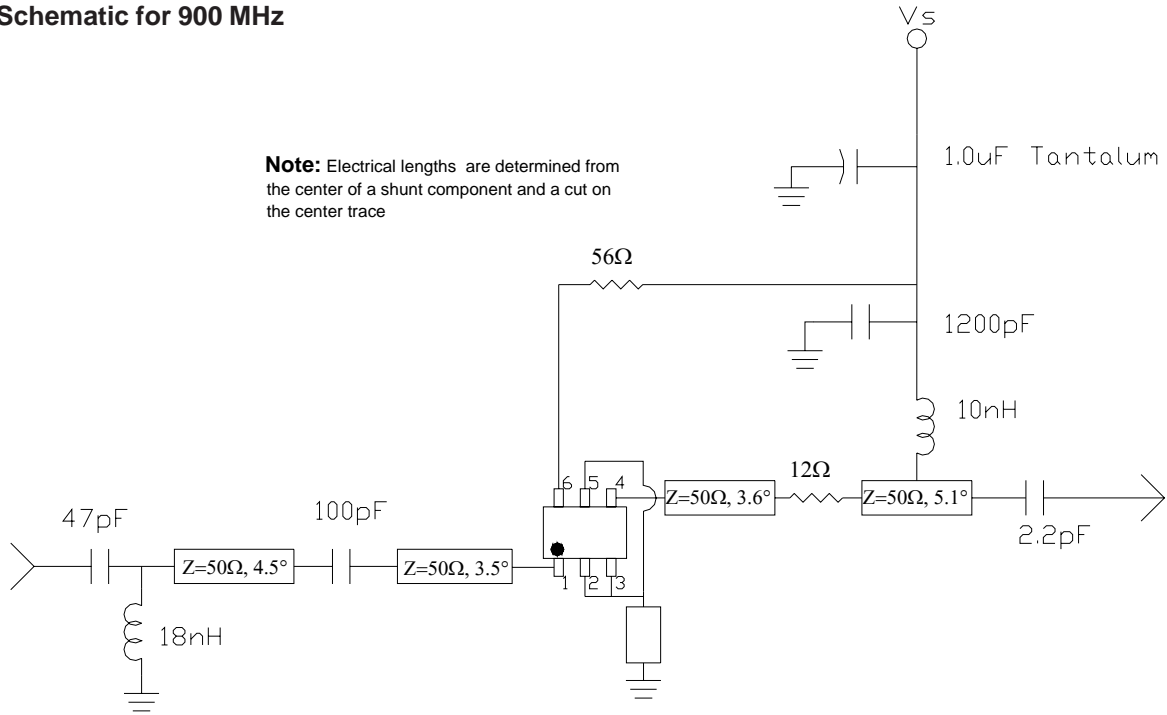 Schematic for 900 MHz
Vs
Note: Electrical lengths are determined from
the center of a shunt component and a cut on
the center trace
1.0uF Tantalum
56Ω
1200pF
10nH
12Ω
6 5 4
Z=50Ω, 3.6°
Z=50Ω, 5.1°
47pF
100pF
2.2pF
Z=50Ω, 4.5°
Z=50Ω, 3.5°
1 2 3
18nH